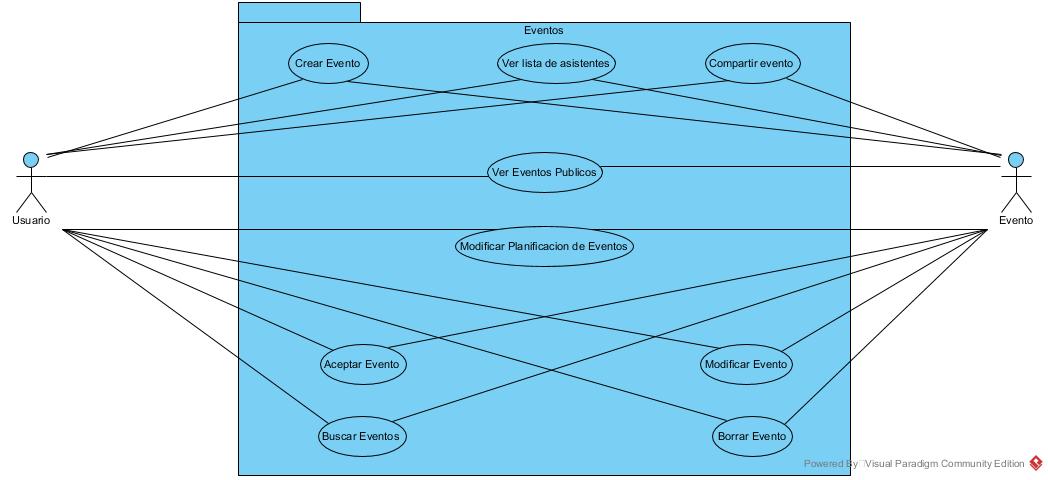 Eventos
Crear Evento
Ver lista de asistentes
Compartir evento
Ver Eventos Publicos
Usuario
Evento
Modificar Planificacion de Eventos
Aceptar Evento
Modificar Evento
Buscar Eventos
Borrar Evento
Powered By Visual Paradigm Community Edition